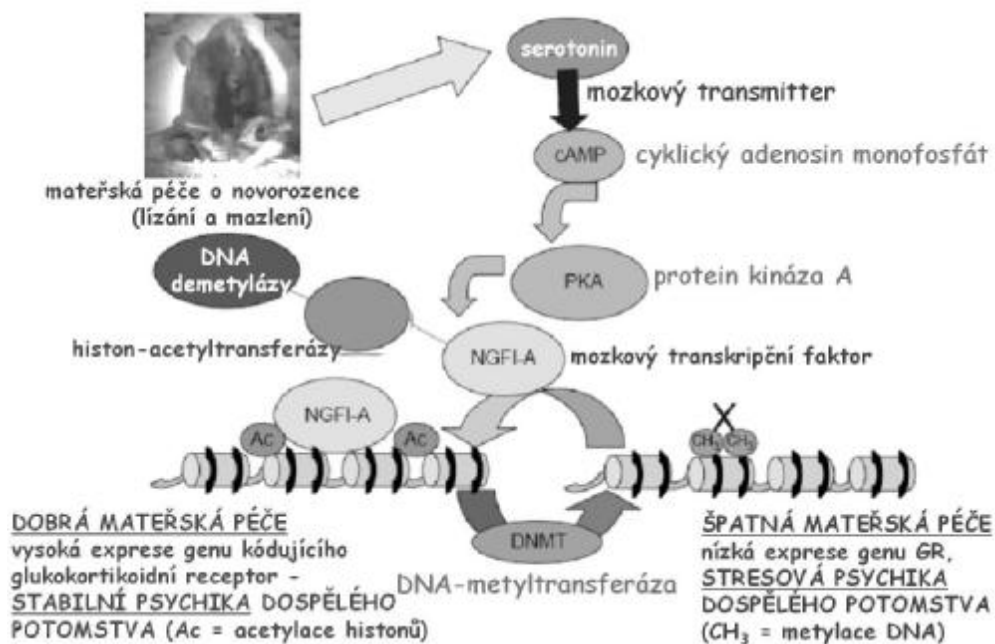 serotonin
mozkový transmitter
cAMP
cyklický adenosin monofosfát
mateřská péče o novorozence
(lízání a mazlení)
DNA
demetylázy
PKA
protein kináza A
histon-acetyltransferázy
NGFI-A
mozkový transkripční faktor
NGFI-A
Ac
Ac
CH₃
CH₃
DNMT
DNA-metyltransferáza
DOBRÁ MATEŘSKÁ PÉČE
vysoká exprese genu kódujícího
glukokortikoidní receptor -
STABILNÍ PSYCHIKA DOSPĚLÉHO
POTOMSTVA (Ac = acetylace histonů)
ŠPATNÁ MATEŘSKÁ PÉČE
nízká exprese genu GR,
STRESOVÁ PSYCHIKA
DOSPĚLÉHO POTOMSTVA
(CH₃ = metylace DNA)